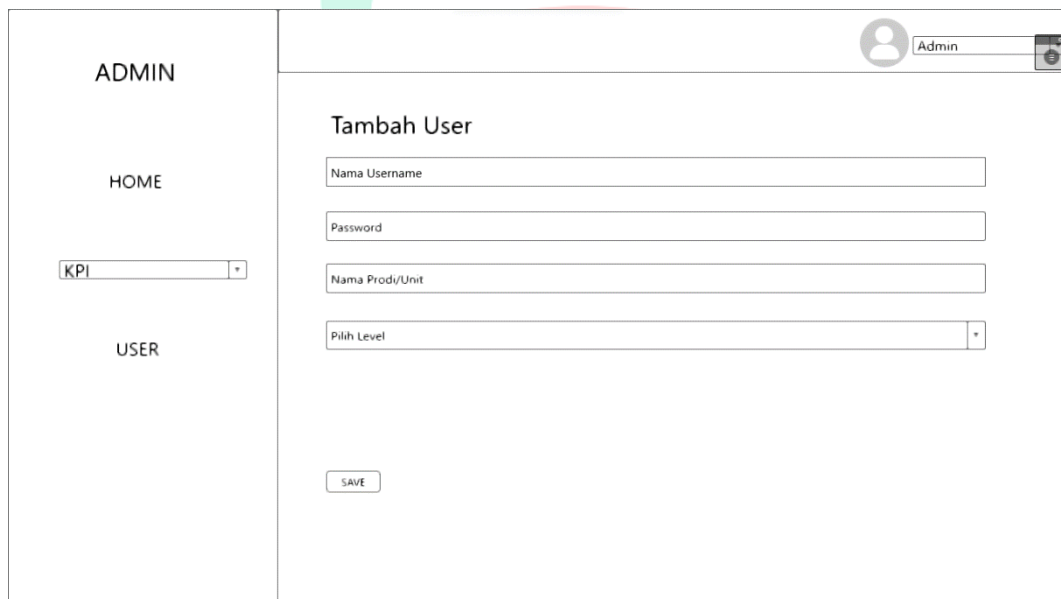 ADMIN
HOME
KPI
USER
Admin
Tambah User
Nama Username
Password
Nama Prodi/Unit
Pilih Level
SAVE